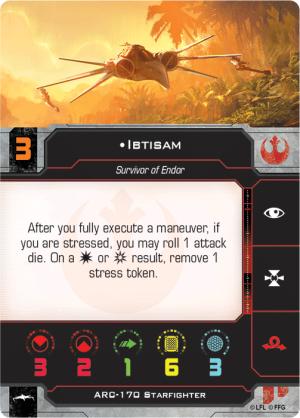 3
•Ibtisam
Survivor of Endor
After you fully execute a maneuver, if
you are stressed, you may roll 1 attack
die. On a or result, remove 1
stress token.
3 2 1 6 3
ARC-170 Starfighter
©LFL ©FFG